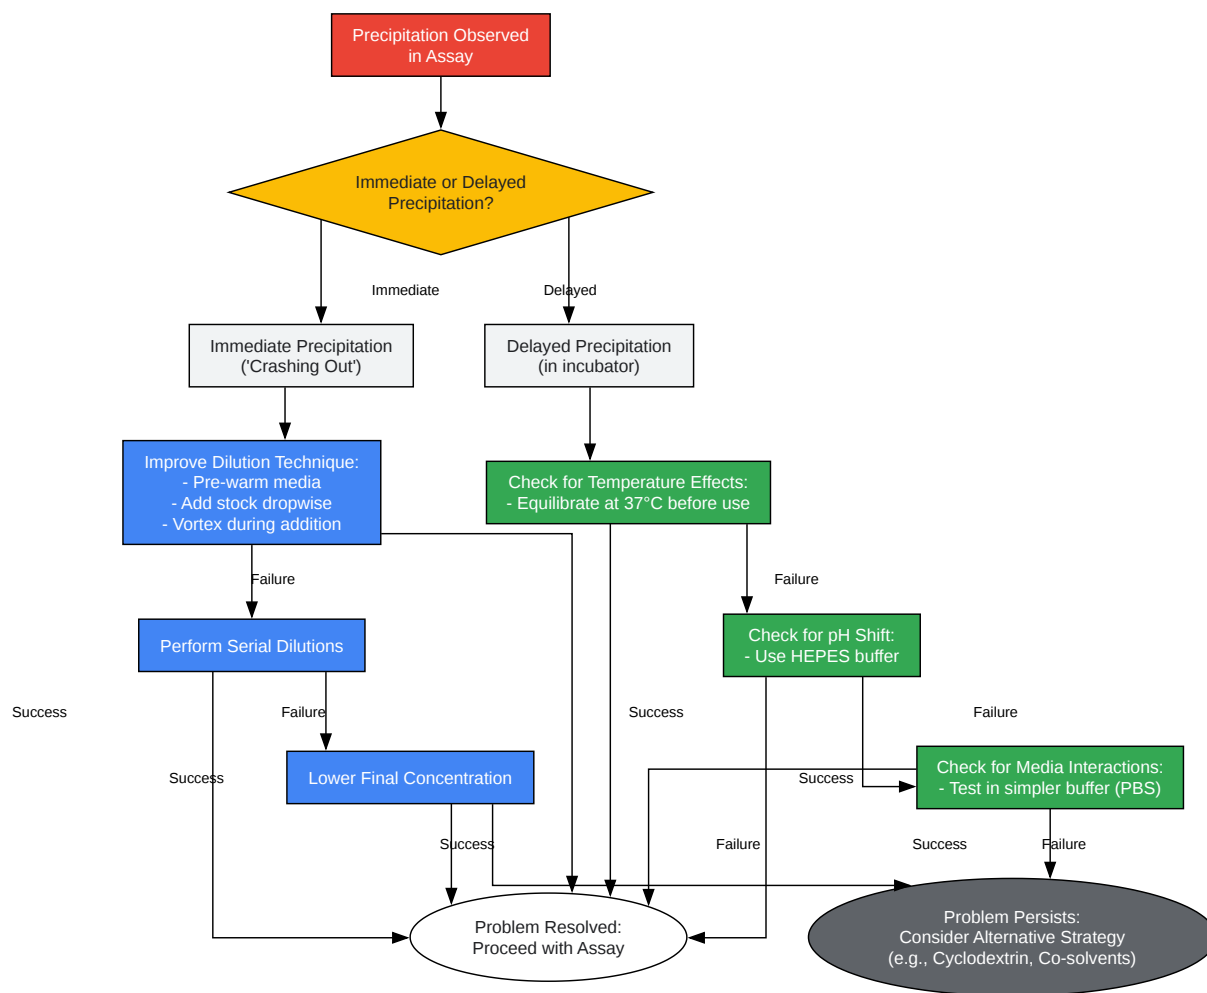 Precipitation Observed
in Assay
Immediate or Delayed
Precipitation?
Immediate
Delayed
Immediate Precipitation
('Crashing Out')
Delayed Precipitation
(in incubator)
Improve Dilution Technique:
- Pre-warm media
- Add stock dropwise
- Vortex during addition
Check for Temperature Effects:
- Equilibrate at 37°C before use
Failure
Failure
Perform Serial Dilutions
Check for pH Shift:
- Use HEPES buffer
Success
Failure
Success
Failure
Success
Lower Final Concentration
Success
Check for Media Interactions:
- Test in simpler buffer (PBS)
Success
Failure
Success
Failure
Problem Resolved:
Proceed with Assay
Problem Persists:
Consider Alternative Strategy
(e.g., Cyclodextrin, Co-solvents)